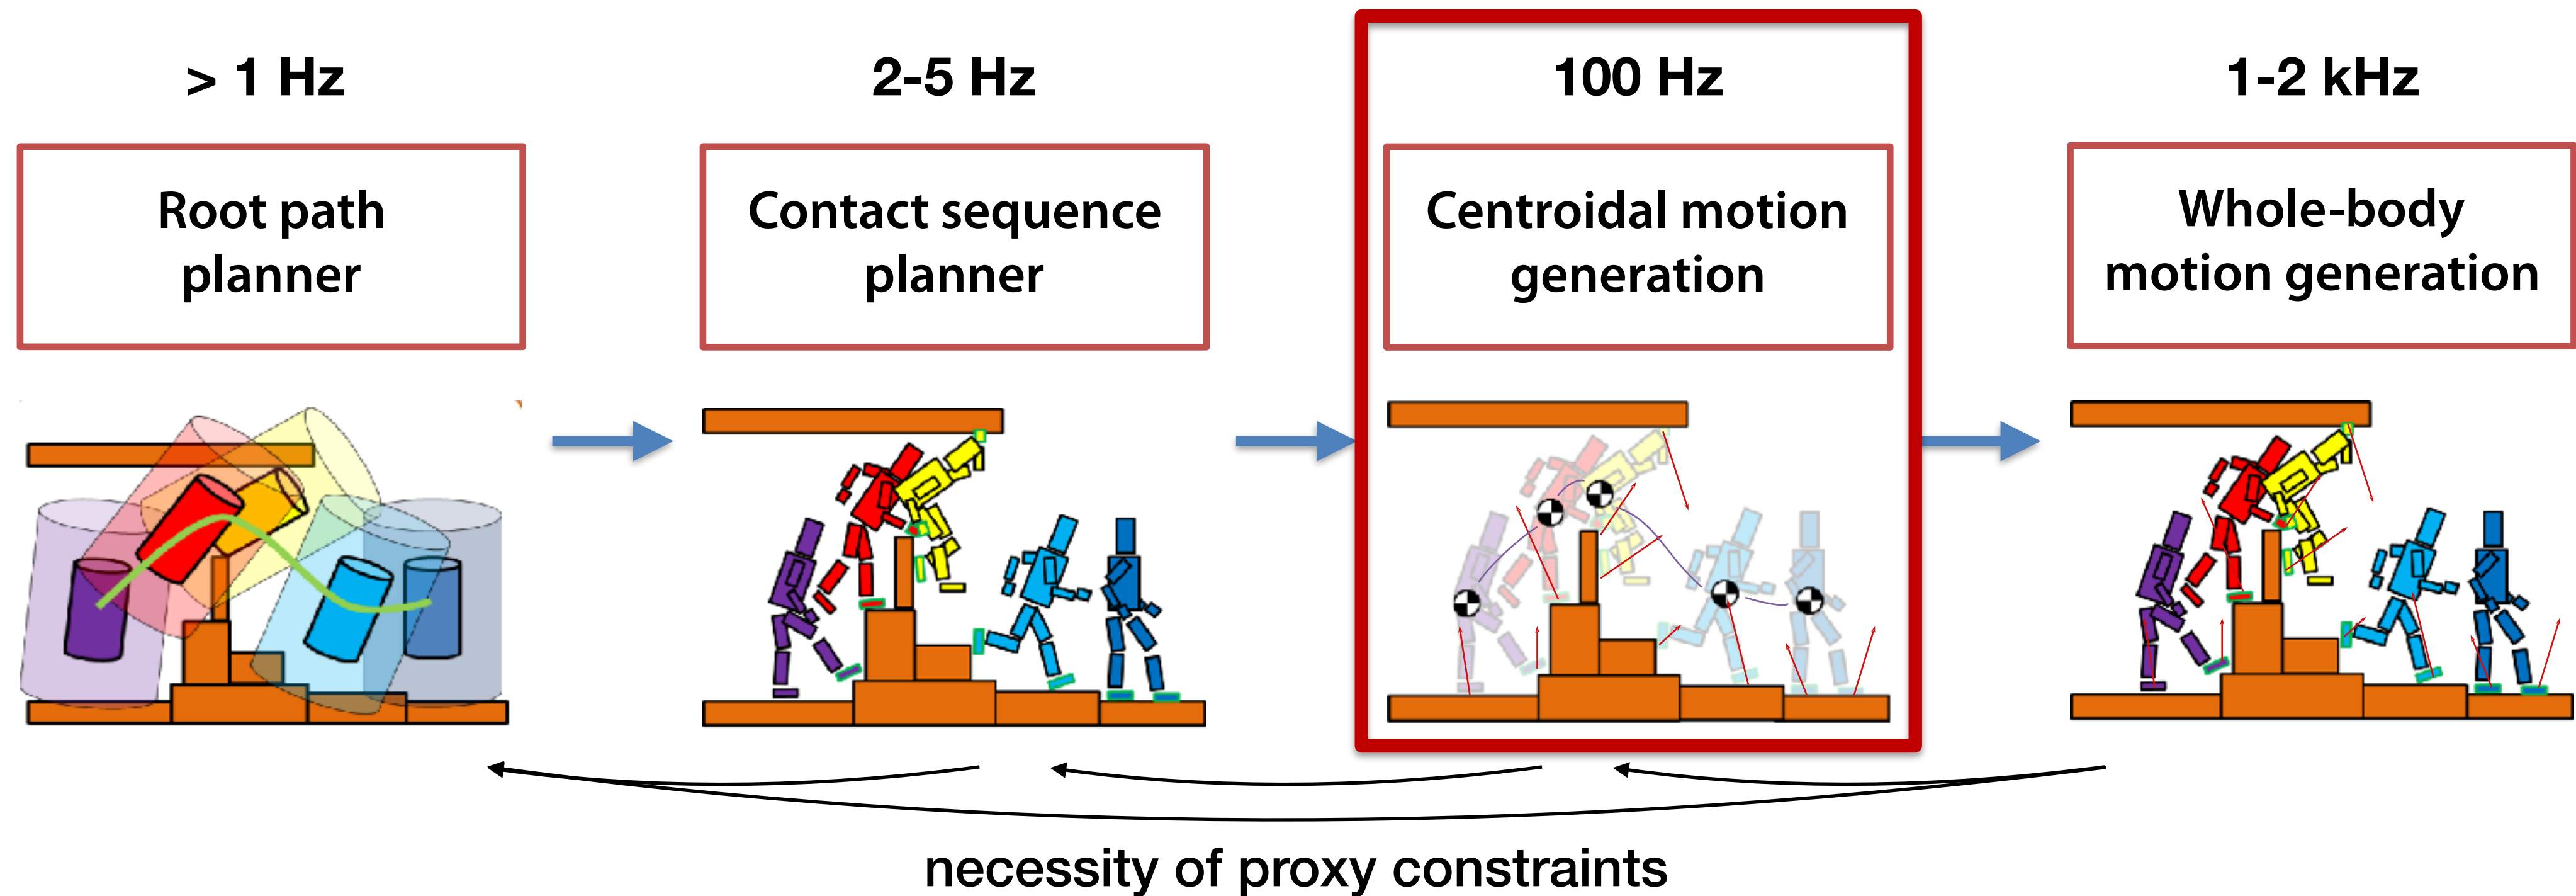 > 1 Hz
2-5 Hz
100 Hz
1-2 kHz
Root path
planner
Contact sequence
planner
Centroidal motion
generation
Whole-body
motion generation
necessity of proxy constraints